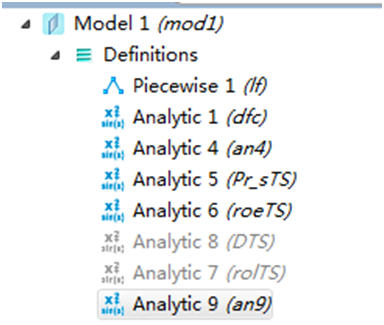 Model 1 (mod1)
Definitions
Piecewise 1 (lf)
Analytic 1 (dfc)
Analytic 4 (an4)
Analytic 5 (Pr_sTS)
Analytic 6 (roeTS)
Analytic 8 (DTS)
Analytic 7 (rolTS)
Analytic 9 (an9)